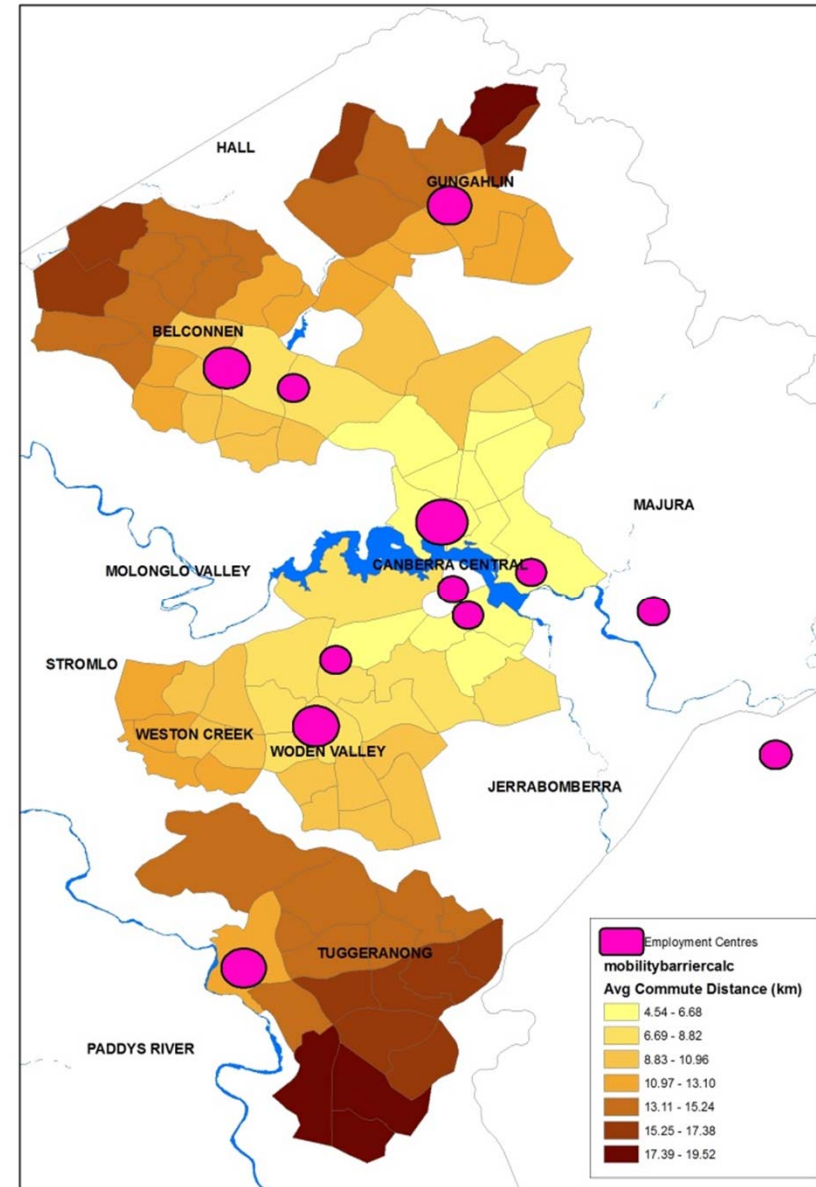 HALL
GUNGAHLIN
BELCONNEN
MAJURA
MOLONGLO VALLEY
CANBERRA CENTRAL
STROMLO
WESTON CREEK
WODEN VALLEY
JERRABOMBERRA
TUGGERANONG
PADDYS RIVER
Employment Centres
mobilitybarriercalc
Avg Commute Distance (km)
4.54 - 6.68
6.69 - 8.82
8.83 - 10.96
10.97 - 13.10
13.11 - 15.24
15.25 - 17.38
17.39 - 19.52